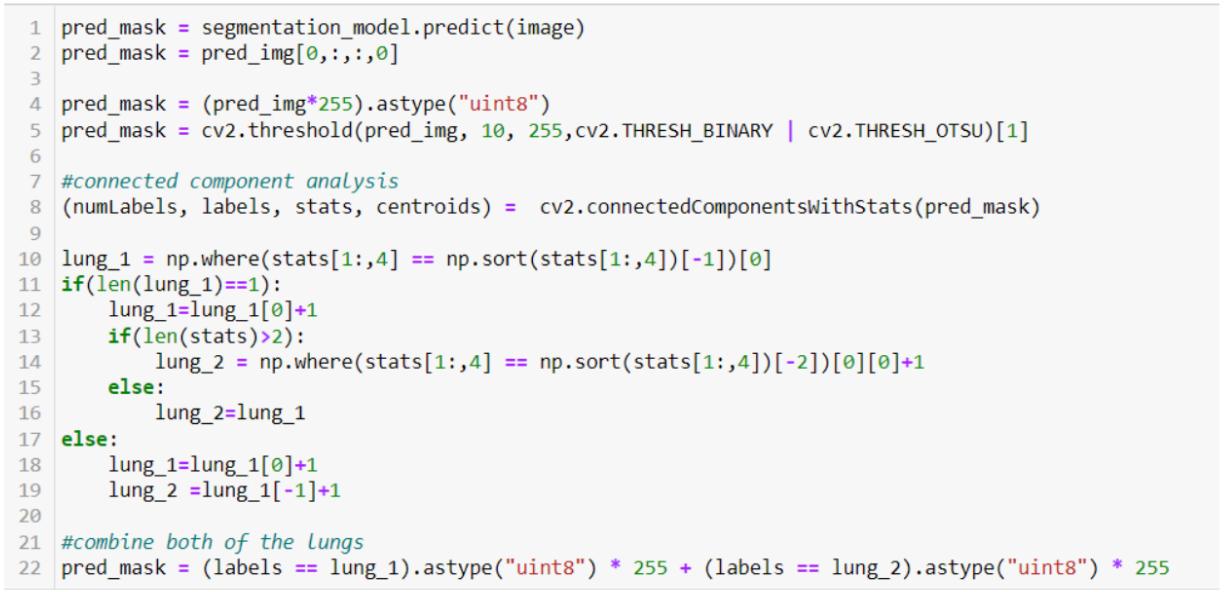 1 pred_mask = segmentation_model.predict(image)
2 pred_mask = pred_img[0,:,:,0]
3
4 pred_mask = (pred_img*255).astype("uint8")
5 pred_mask = cv2.threshold(pred_img, 10, 255,cv2.THRESH_BINARY | cv2.THRESH_OTSU)[1]
6
7 #connected component analysis
8 (numLabels, labels, stats, centroids) =  cv2.connectedComponentsWithStats(pred_mask)
9
10 lung_1 = np.where(stats[1:,4] == np.sort(stats[1:,4])[-1])[0]
11 if(len(lung_1)==1):
12     lung_1=lung_1[0]+1
13     if(len(stats)>2):
14         lung_2 = np.where(stats[1:,4] == np.sort(stats[1:,4])[-2])[0][0]+1
15     else:
16         lung_2=lung_1
17 else:
18     lung_1=lung_1[0]+1
19     lung_2 =lung_1[-1]+1
20
21 #combine both of the lungs
22 pred_mask = (labels == lung_1).astype("uint8") * 255 + (labels == lung_2).astype("uint8") * 255